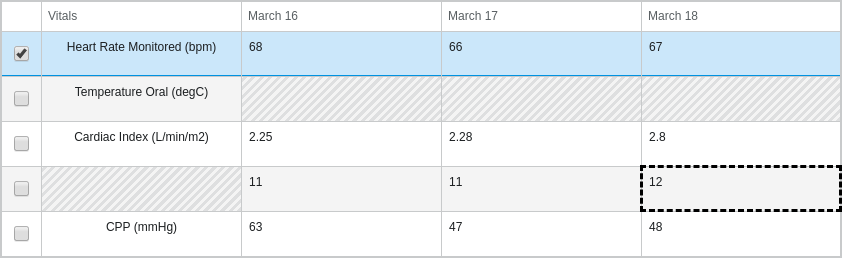 Vitals March 16 March 17 March 18
Heart Rate Monitored (bpm) 68 66 67
Temperature Oral (degC)
Cardiac Index (L/min/m2) 2.25 2.28 2.8
11 11 12
CPP (mmHg) 63 47 48